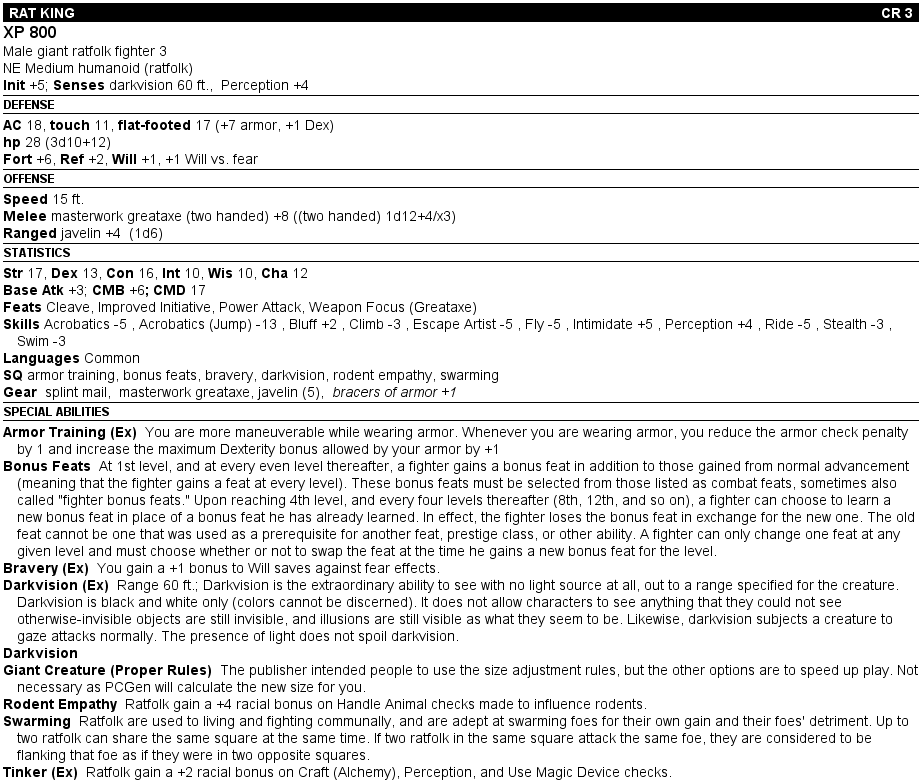 RAT KING CR 3
XP 800
Male giant ratfolk fighter 3
NE Medium humanoid (ratfolk)
Init +5; Senses darkvision 60 ft., Perception +4
DEFENSE
AC 18, touch 11, flat-footed 17 (+7 armor, +1 Dex)
hp 28 (3d10+12)
Fort +6, Ref +2, Will +1, +1 Will vs. fear
OFFENSE
Speed 15 ft.
Melee masterwork greataxe (two handed) +8 ((two handed) 1d12+4/x3)
Ranged javelin +4 (1d6)
STATISTICS
Str 17, Dex 13, Con 16, Int 10, Wis 10, Cha 12
Base Atk +3; CMB +6; CMD 17
Feats Cleave, Improved Initiative, Power Attack, Weapon Focus (Greataxe)
Skills Acrobatics -5 , Acrobatics (Jump) -13 , Bluff +2 , Climb -3 , Escape Artist -5 , Fly -5 , Intimidate +5 , Perception +4 , Ride -5 , Stealth -3 ,
Swim -3
Languages Common
SQ armor training, bonus feats, bravery, darkvision, rodent empathy, swarming
Gear splint mail, masterwork greataxe, javelin (5), bracers of armor +1
SPECIAL ABILITIES
Armor Training (Ex) You are more maneuverable while wearing armor. Whenever you are wearing armor, you reduce the armor check penalty
by 1 and increase the maximum Dexterity bonus allowed by your armor by +1
Bonus Feats At 1st level, and at every even level thereafter, a fighter gains a bonus feat in addition to those gained from normal advancement
(meaning that the fighter gains a feat at every level). These bonus feats must be selected from those listed as combat feats, sometimes also
called "fighter bonus feats." Upon reaching 4th level, and every four levels thereafter (8th, 12th, and so on), a fighter can choose to learn a
new bonus feat in place of a bonus feat he has already learned. In effect, the fighter loses the bonus feat in exchange for the new one. The old
feat cannot be one that was used as a prerequisite for another feat, prestige class, or other ability. A fighter can only change one feat at any
given level and must choose whether or not to swap the feat at the time he gains a new bonus feat for the level.
Bravery (Ex) You gain a +1 bonus to Will saves against fear effects.
Darkvision (Ex) Range 60 ft.; Darkvision is the extraordinary ability to see with no light source at all, out to a range specified for the creature.
Darkvision is black and white only (colors cannot be discerned). It does not allow characters to see anything that they could not see
otherwise-invisible objects are still invisible, and illusions are still visible as what they seem to be. Likewise, darkvision subjects a creature to
gaze attacks normally. The presence of light does not spoil darkvision.
Darkvision
Giant Creature (Proper Rules) The publisher intended people to use the size adjustment rules, but the other options are to speed up play. Not
necessary as PCGen will calculate the new size for you.
Rodent Empathy Ratfolk gain a +4 racial bonus on Handle Animal checks made to influence rodents.
Swarming Ratfolk are used to living and fighting communally, and are adept at swarming foes for their own gain and their foes' detriment. Up to
two ratfolk can share the same square at the same time. If two ratfolk in the same square attack the same foe, they are considered to be
flanking that foe as if they were in two opposite squares.
Tinker (Ex) Ratfolk gain a +2 racial bonus on Craft (Alchemy), Perception, and Use Magic Device checks.